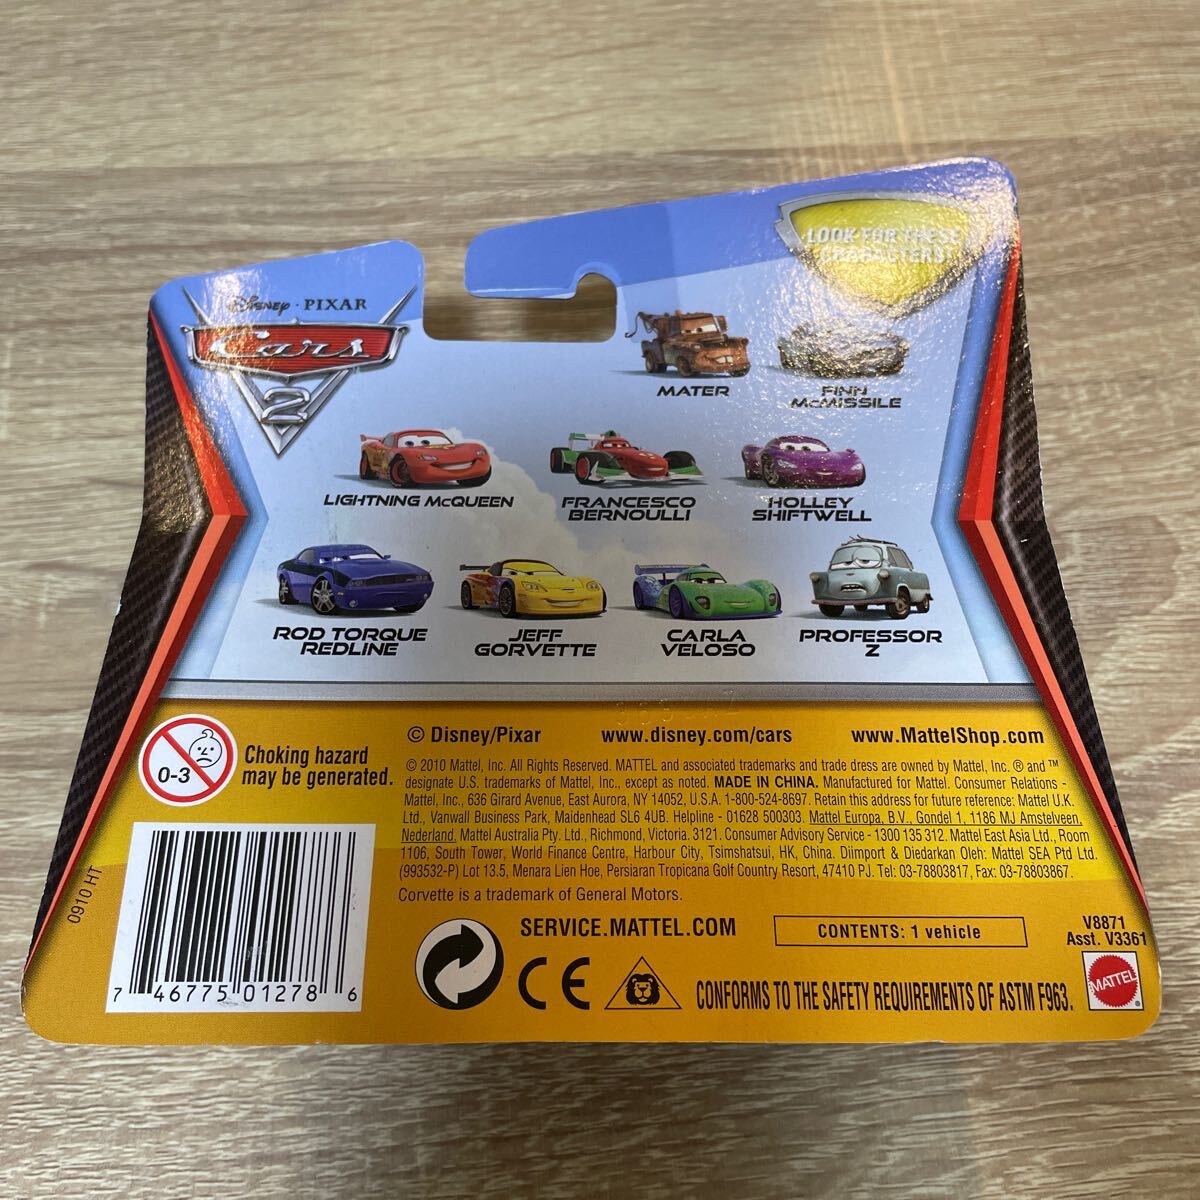 LOOK FOR THESE
CHARACTERS!
Disney · PIXAR
Cars
2
MATER
FINN
McMISSILE
LIGHTNING McQUEEN
FRANCESCO
BERNOULLI
HOLLEY
SHIFTWELL
ROD TORQUE
REDLINE
JEFF
GORVETTE
CARLA
VELOSO
PROFESSOR
Z
0-3
Choking hazard
may be generated.
© Disney/Pixar www.disney.com/cars www.MattelShop.com
© 2010 Mattel, Inc. All Rights Reserved. MATTEL and associated trademarks and trade dress are owned by Mattel, Inc. ® and ™
designate U.S. trademarks of Mattel, Inc., except as noted. MADE IN CHINA. Manufactured for Mattel. Consumer Relations -
Mattel, Inc., 636 Girard Avenue, East Aurora, NY 14052, U.S.A. 1-800-524-8697. Retain this address for future reference: Mattel U.K.
Ltd., Vanwall Business Park, Maidenhead SL6 4UB. Helpline - 01628 500303. Mattel Europa, B.V., Gondel 1, 1186 MJ Amstelveen,
Nederland. Mattel Australia Pty. Ltd., Richmond, Victoria. 3121. Consumer Advisory Service - 1300 135 312. Mattel East Asia Ltd., Room
1106, South Tower, World Finance Centre, Harbour City, Tsimshatsui, HK, China. Diimport & Diedarkan Oleh: Mattel SEA Ptd Ltd.
(993532-P) Lot 13.5, Menara Lien Hoe, Persiaran Tropicana Golf Country Resort, 47410 PJ. Tel: 03-78803817, Fax: 03-78803867.
Corvette is a trademark of General Motors.
0910 HT
7 46775 01278 6
SERVICE.MATTEL.COM
CONTENTS: 1 vehicle
V8871
Asst. V3361
CE
CONFORMS TO THE SAFETY REQUIREMENTS OF ASTM F963.
MATTEL
®